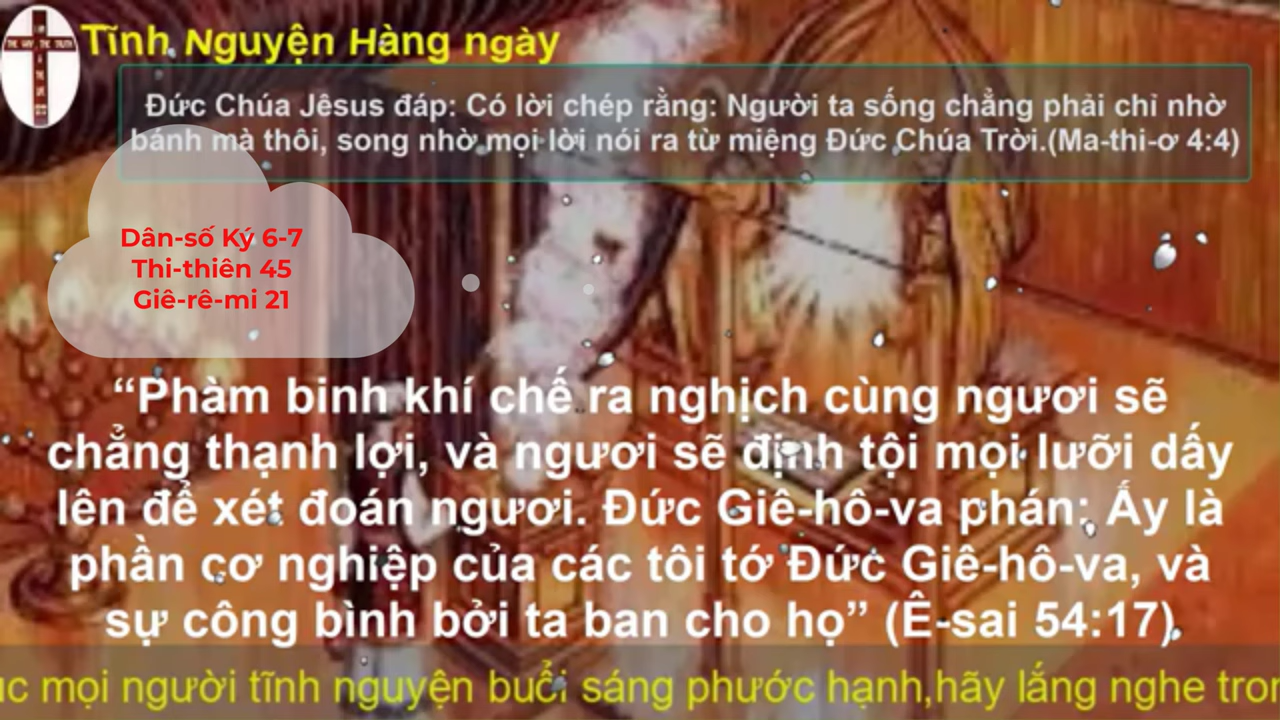 Tĩnh Nguyện Hàng ngày
Đức Chúa Jêsus đáp: Có lời chép rằng: Người ta sống chẳng phải chỉ nhờ
bánh mà thôi, song nhờ mọi lời nói ra từ miệng Đức Chúa Trời.(Ma-thi-ơ 4:4)
Dân-số Ký 6-7
Thi-thiên 45
Giê-rê-mi 21
“Phàm binh khí chế ra nghịch cùng ngươi sẽ
chẳng thạnh lợi, và ngươi sẽ định tội mọi lưỡi dấy
lên để xét đoán ngươi. Đức Giê-hô-va phán: Ấy là
phần cơ nghiệp của các tôi tớ Đức Giê-hô-va, và
sự công bình bởi ta ban cho họ” (Ê-sai 54:17)
mọi người tĩnh nguyện buổi sáng phước hạnh,hãy lắng nghe